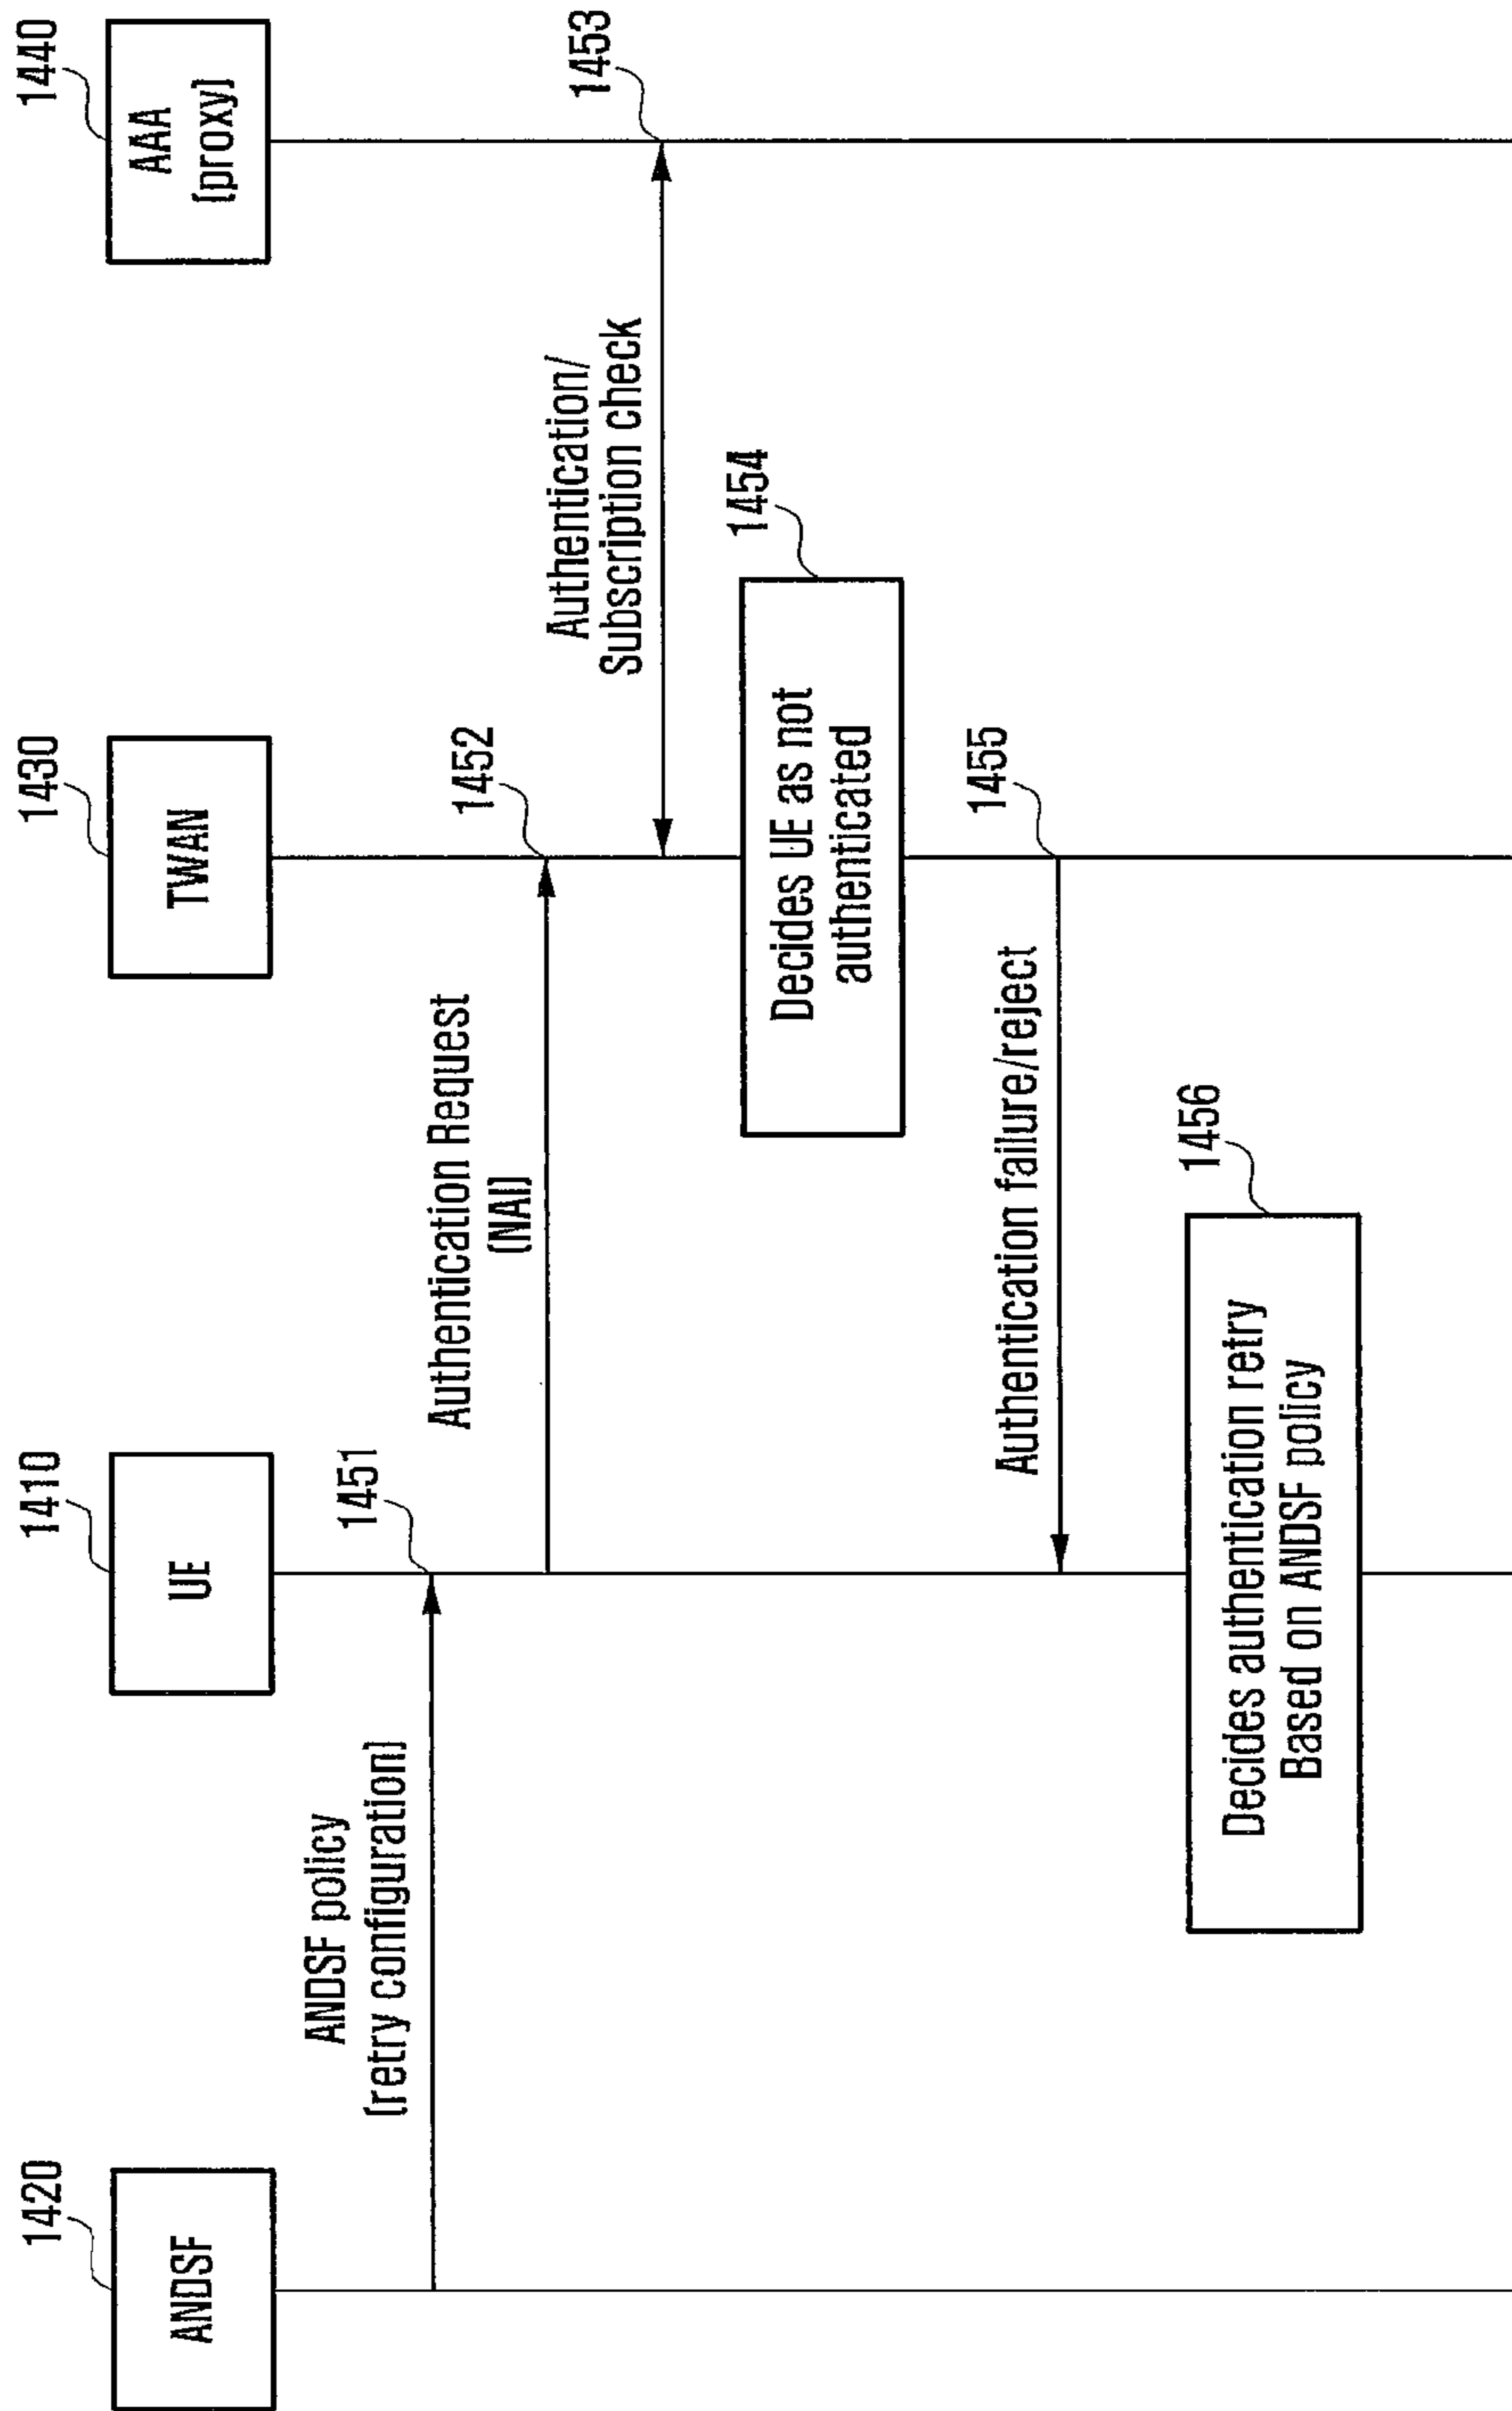 1420
ANDSF
1410
UE
1430
TWAN
1440
AAA
(proxy)
ANDSF policy
(retry configuration)
1451
Authentication Request
(NAI)
1452
Authentication/
Subscription check
1453
Decides UE as not
authenticated
1454
Authentication failure/reject
1455
Decides authentication retry
Based on ANDSF policy
1456